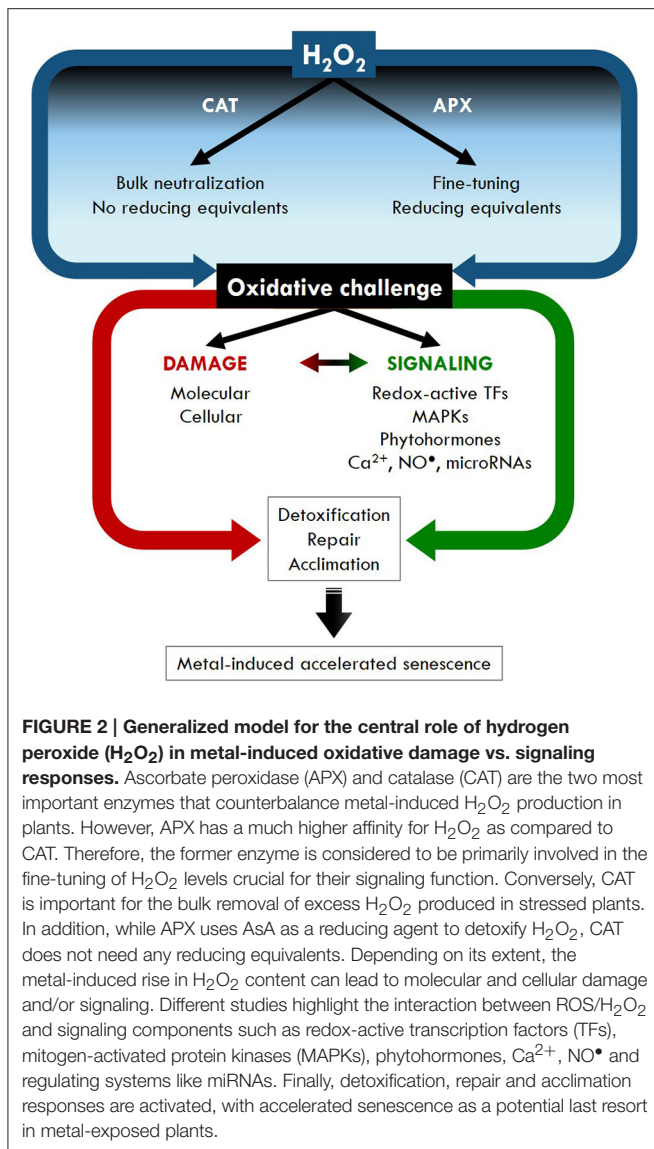 H₂O₂
CAT APX
Bulk neutralization Fine-tuning
No reducing equivalents Reducing equivalents
Oxidative challenge
DAMAGE SIGNALING
Molecular Redox-active TFs
Cellular MAPKs
Phytohormones
Ca²⁺, NO•, microRNAs
Detoxification
Repair
Acclimation
Metal-induced accelerated senescence
FIGURE 2 | Generalized model for the central role of hydrogen
peroxide (H₂O₂) in metal-induced oxidative damage vs. signaling
responses. Ascorbate peroxidase (APX) and catalase (CAT) are the two most
important enzymes that counterbalance metal-induced H₂O₂ production in
plants. However, APX has a much higher affinity for H₂O₂ as compared to
CAT. Therefore, the former enzyme is considered to be primarily involved in the
fine-tuning of H₂O₂ levels crucial for their signaling function. Conversely, CAT
is important for the bulk removal of excess H₂O₂ produced in stressed plants.
In addition, while APX uses AsA as a reducing agent to detoxify H₂O₂, CAT
does not need any reducing equivalents. Depending on its extent, the
metal-induced rise in H₂O₂ content can lead to molecular and cellular damage
and/or signaling. Different studies highlight the interaction between ROS/H₂O₂
and signaling components such as redox-active transcription factors (TFs),
mitogen-activated protein kinases (MAPKs), phytohormones, Ca²⁺, NO• and
regulating systems like miRNAs. Finally, detoxification, repair and acclimation
responses are activated, with accelerated senescence as a potential last resort
in metal-exposed plants.